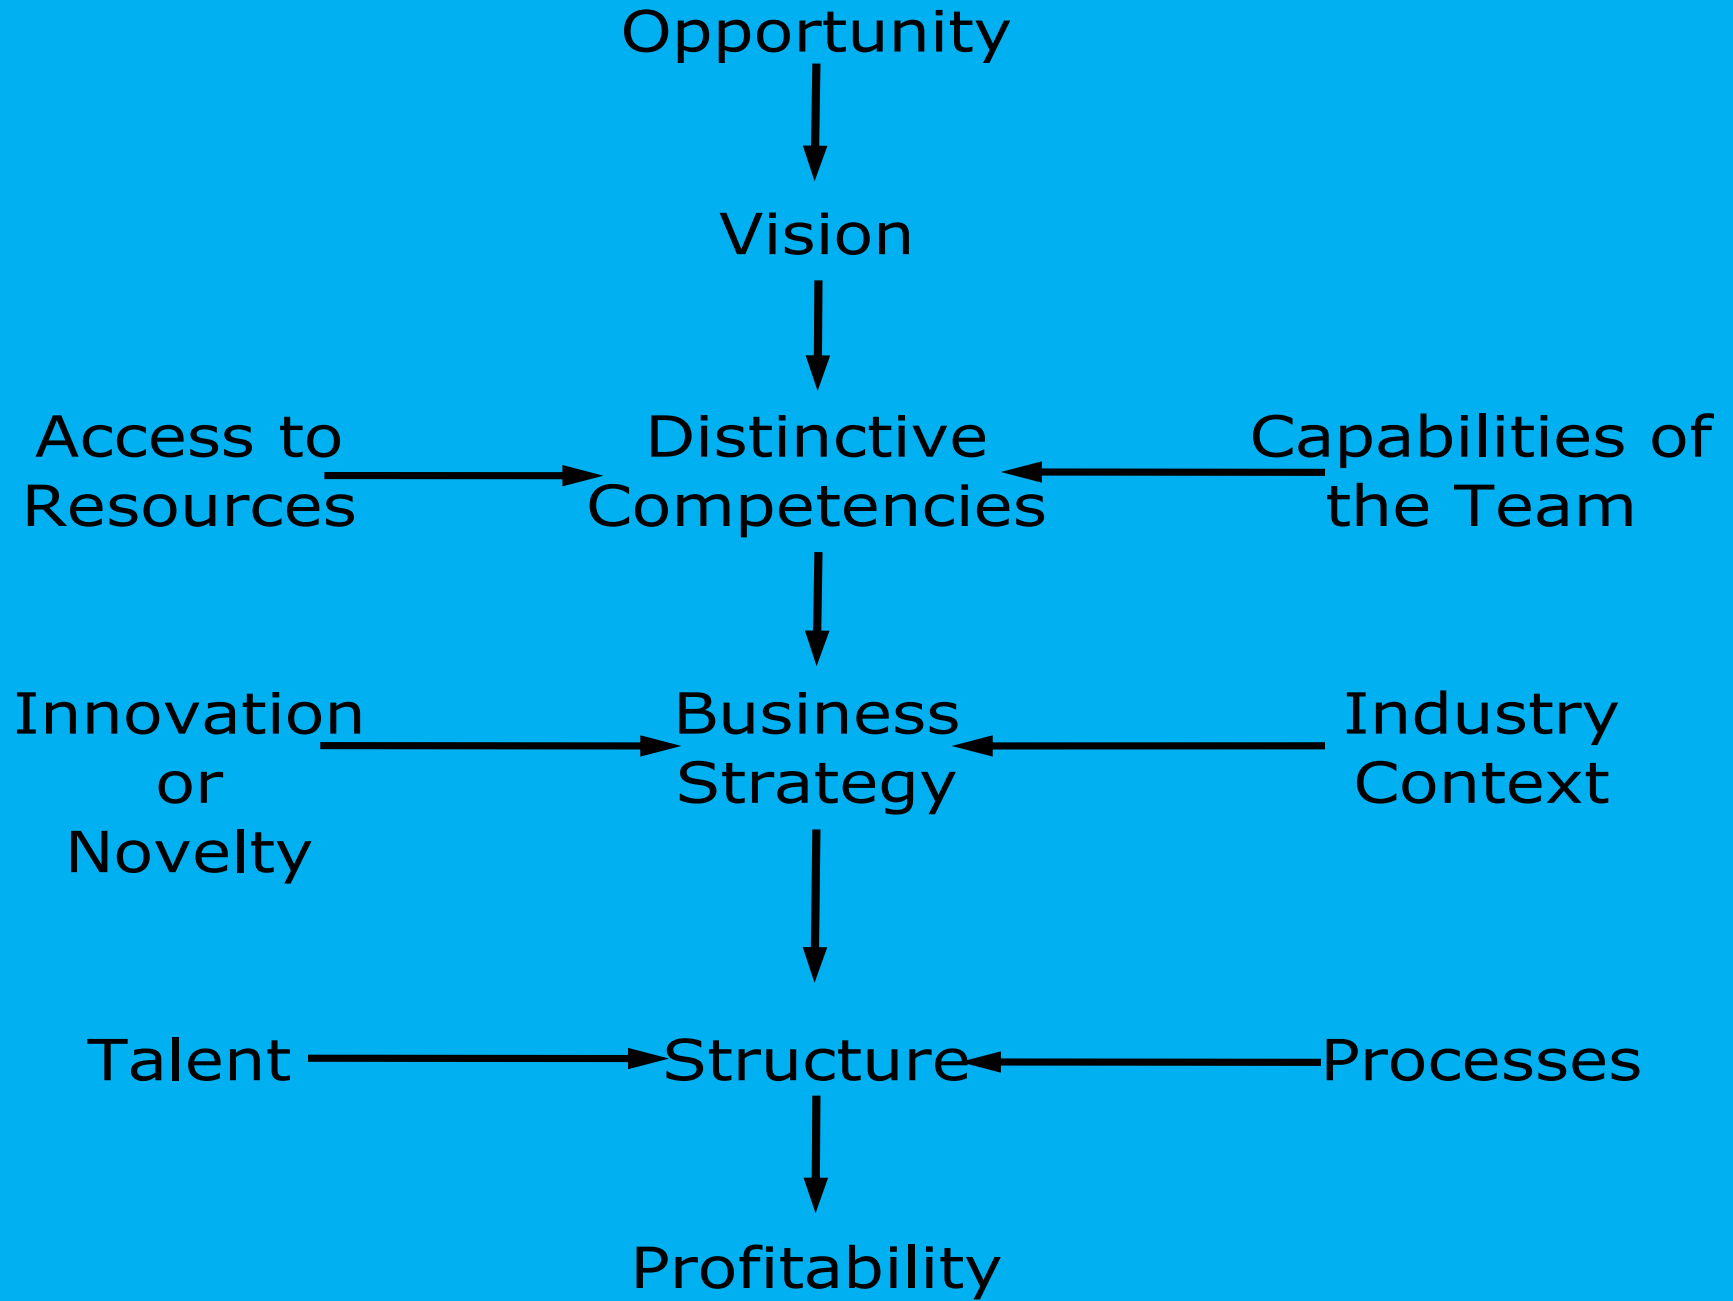 Opportunity
Vision
Access to
Resources
Distinctive
Competencies
Capabilities of
the Team
Innovation
or
Novelty
Business
Strategy
Industry
Context
Talent
Structure
Processes
Profitability